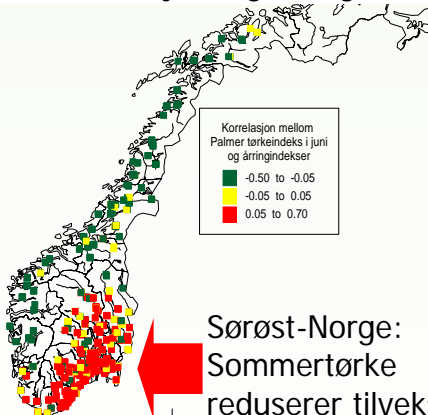 Korrelasjon mellom
Palmer tørkeindeks i juni
og årringindekser
-0.50 to -0.05
-0.05 to 0.05
0.05 to 0.70
Sørøst-Norge:
Sommertørke
reduserer tilveks